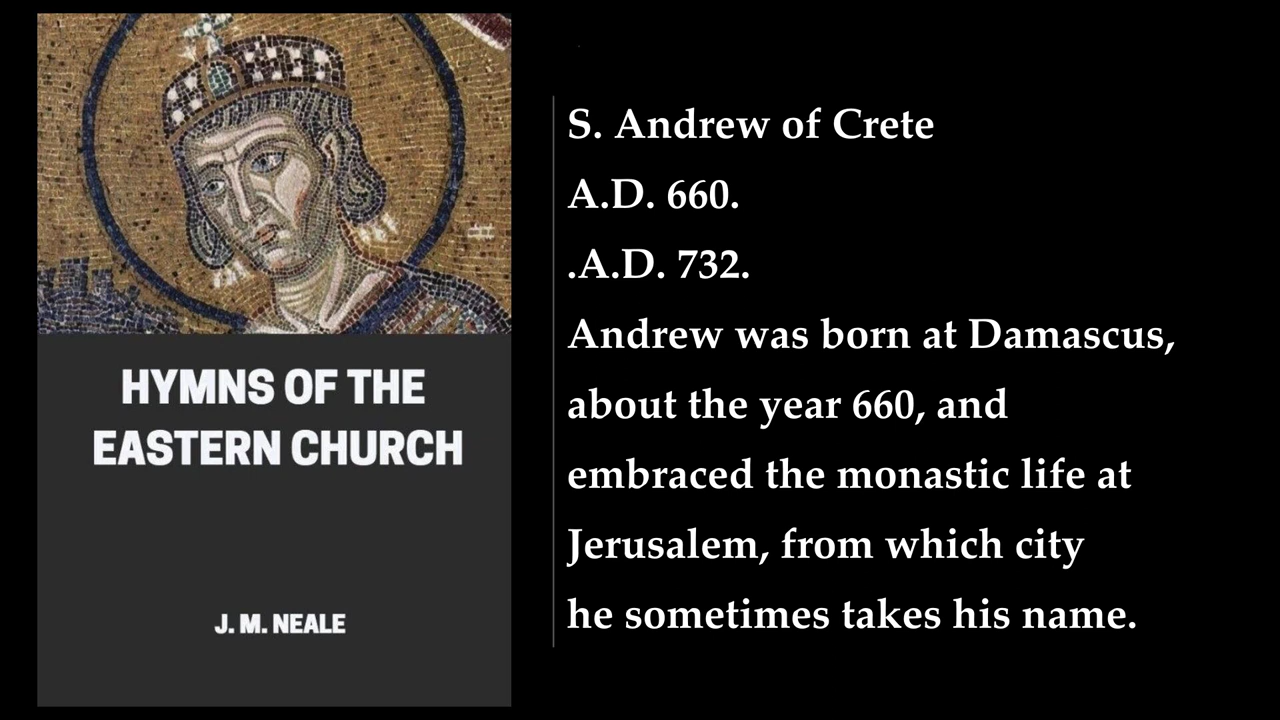 HYMNS OF THE
EASTERN CHURCH
J. M. NEALE
S. Andrew of Crete
A.D. 660.
.A.D. 732.
Andrew was born at Damascus,
about the year 660, and
embraced the monastic life at
Jerusalem, from which city
he sometimes takes his name.